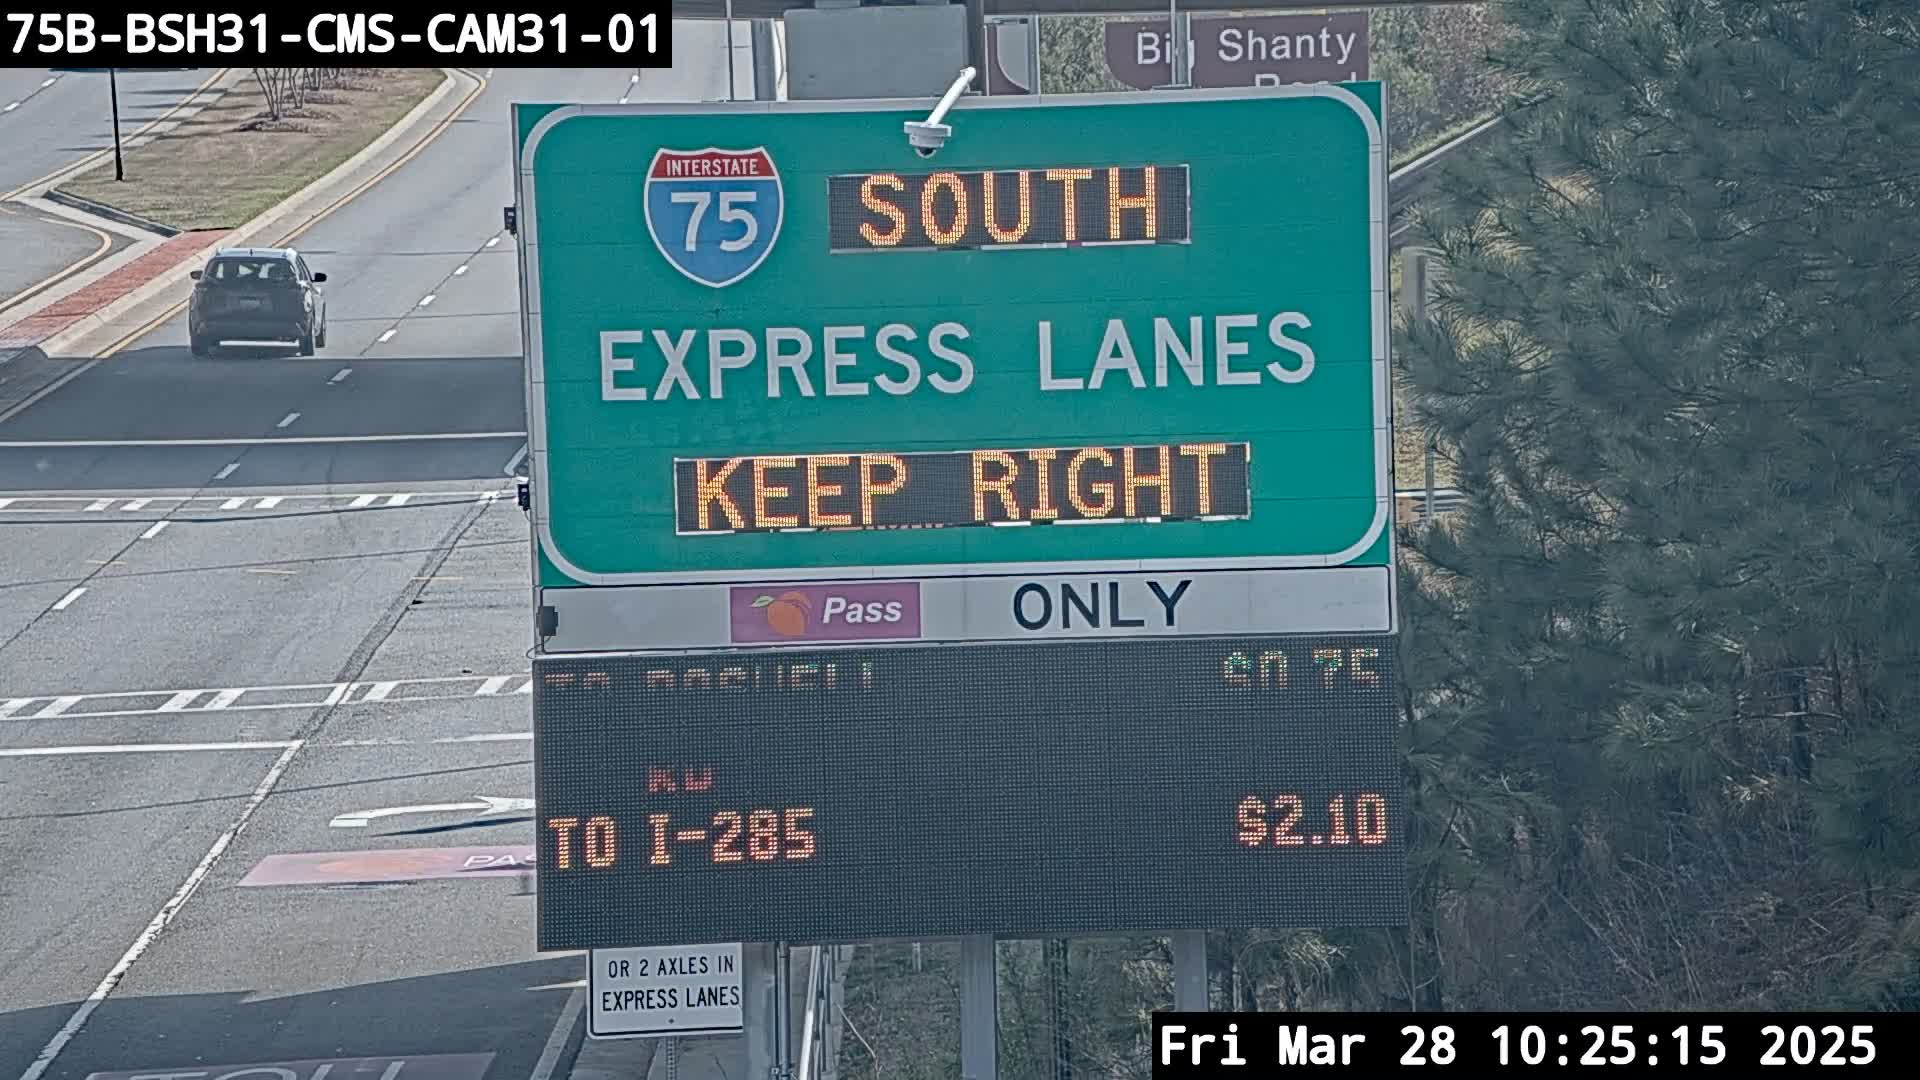 75B-BSH31-CMS-CAM31-01
Big Shanty
Road
INTERSTATE
75
SOUTH
EXPRESS LANES
KEEP RIGHT
Pass ONLY
TO I-285 $2.10
OR 2 AXLES IN
EXPRESS LANES
Fri Mar 28 10:25:15 2025